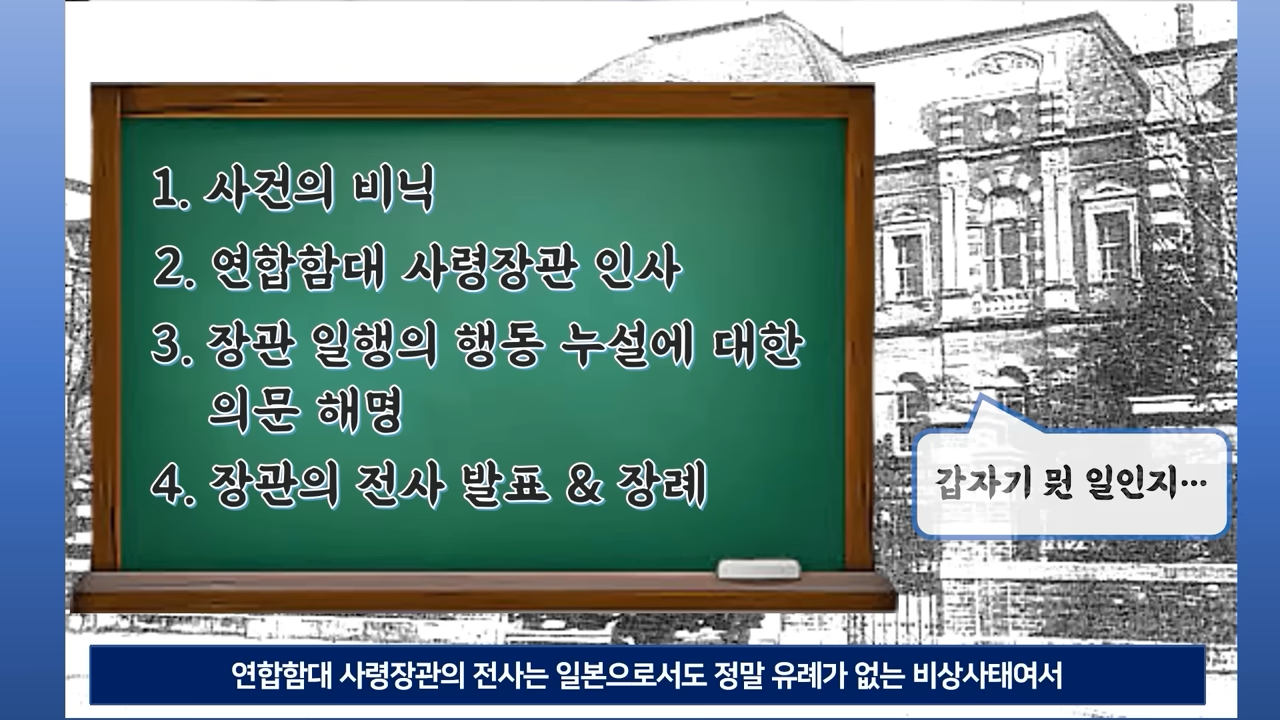 1. 사건의 비닉
2. 연합함대 사령장관 인사
3. 장관 일행의 행동 누설에 대한
의문 해명
4. 장관의 전사 발표 & 장례
갑자기 뭔 일인지…
연합함대 사령장관의 전사는 일본으로서도 정말 유례가 없는 비상사태여서